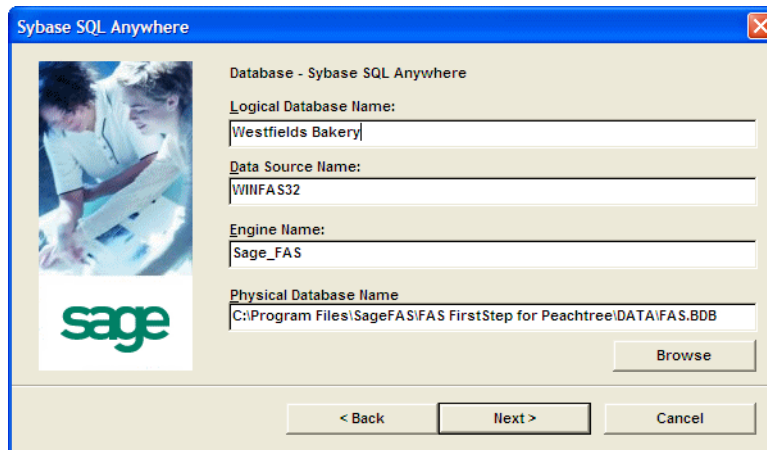 Sybase SQL Anywhere
Database - Sybase SQL Anywhere
Logical Database Name:
Westfields Bakery
Data Source Name:
WINFAS32
Engine Name:
Sage_FAS
Physical Database Name
C:\Program Files\SageFAS\FAS FirstStep for Peachtree\DATA\FAS.BDB
sage
Browse
< Back
Next >
Cancel